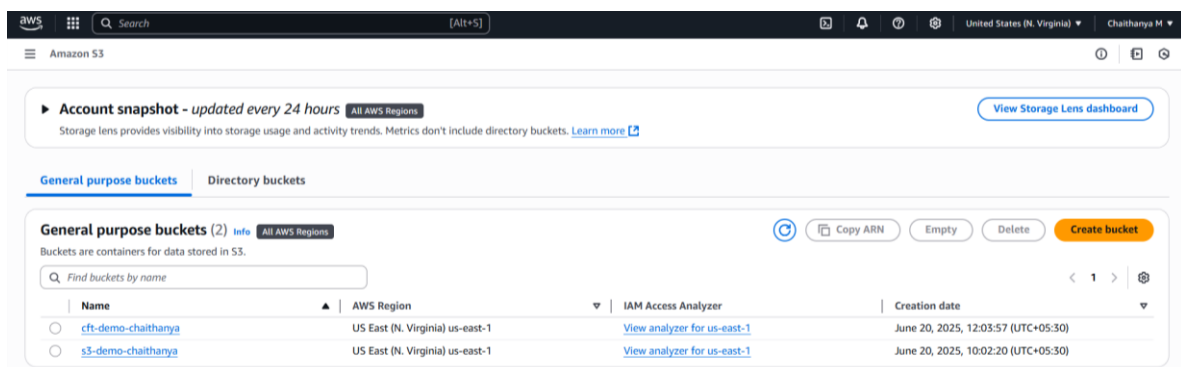 aws Search [Alt+S] United States (N. Virginia) ▼ Chaithanya M ▼
Amazon S3
Account snapshot - updated every 24 hours All AWS Regions View Storage Lens dashboard
Storage lens provides visibility into storage usage and activity trends. Metrics don't include directory buckets. Learn more
General purpose buckets Directory buckets
General purpose buckets (2) Info All AWS Regions Copy ARN Empty Delete Create bucket
Buckets are containers for data stored in S3.
Find buckets by name 1
Name AWS Region IAM Access Analyzer Creation date
cft-demo-chaithanya US East (N. Virginia) us-east-1 View analyzer for us-east-1 June 20, 2025, 12:03:57 (UTC+05:30)
s3-demo-chaithanya US East (N. Virginia) us-east-1 View analyzer for us-east-1 June 20, 2025, 10:02:20 (UTC+05:30)